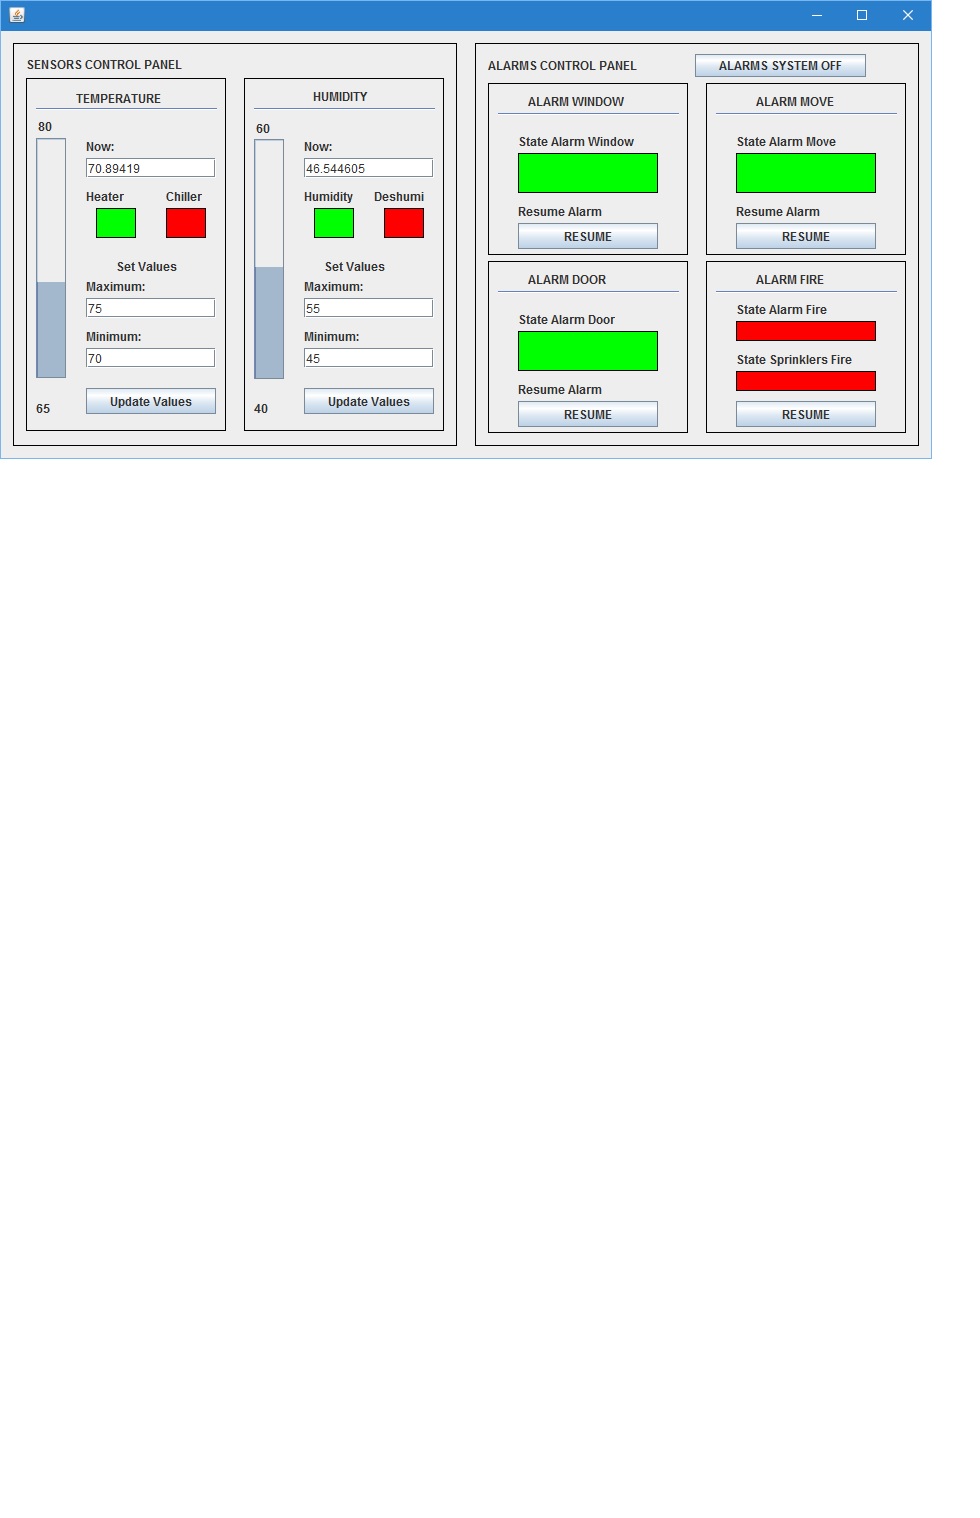 SENSORS CONTROL PANEL
TEMPERATURE
80
Now:
70.89419
Heater Chiller
Set Values
Maximum:
75
Minimum:
70
Update Values
65
HUMIDITY
60
Now:
46.544605
Humidity Deshumi
Set Values
Maximum:
55
Minimum:
45
Update Values
40
ALARMS CONTROL PANEL
ALARMS SYSTEM OFF
ALARM WINDOW
State Alarm Window
Resume Alarm
RESUME
ALARM MOVE
State Alarm Move
Resume Alarm
RESUME
ALARM DOOR
State Alarm Door
Resume Alarm
RESUME
ALARM FIRE
State Alarm Fire
State Sprinklers Fire
RESUME